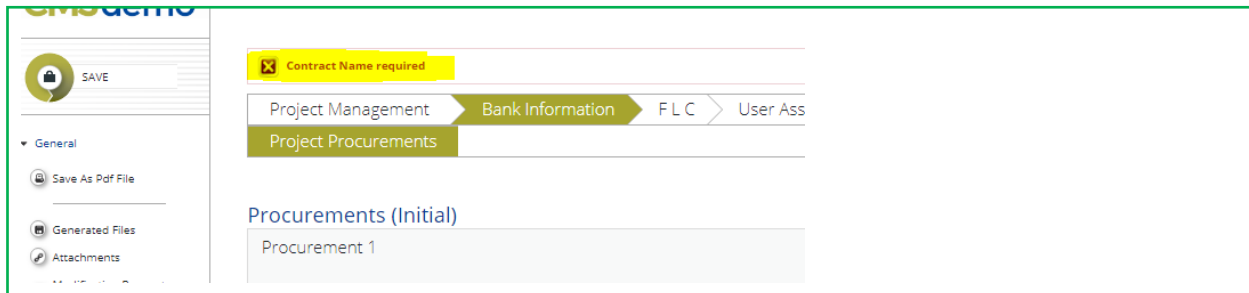 SAVE
General
Save As Pdf File
Generated Files
Attachments
Contract Name required
Project Management
Bank Information
F L C
User Ass
Project Procurements
Procurements (Initial)
Procurement 1